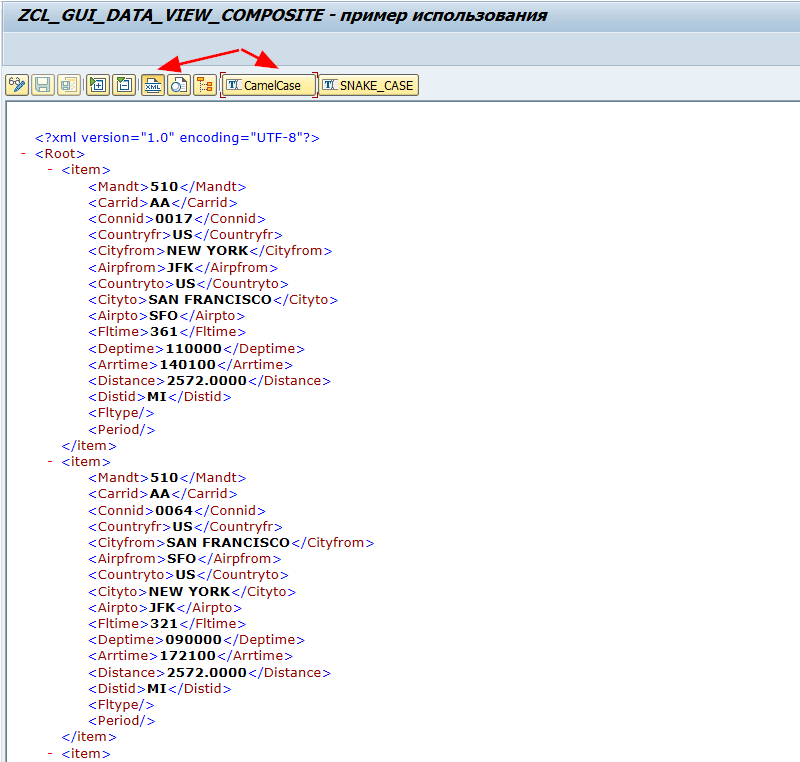 ZCL_GUI_DATA_VIEW_COMPOSITE - пример использования
XML CamelCase SNAKE_CASE
<?xml version="1.0" encoding="UTF-8"?>
- <Root>
- <item>
<Mandt>510</Mandt>
<Carrid>AA</Carrid>
<Connid>0017</Connid>
<Countryfr>US</Countryfr>
<Cityfrom>NEW YORK</Cityfrom>
<Airpfrom>JFK</Airpfrom>
<Countryto>US</Countryto>
<Cityto>SAN FRANCISCO</Cityto>
<Airpto>SFO</Airpto>
<Fltime>361</Fltime>
<Deptime>110000</Deptime>
<Arrtime>140100</Arrtime>
<Distance>2572.0000</Distance>
<Distid>MI</Distid>
<Fltype/>
<Period/>
</item>
- <item>
<Mandt>510</Mandt>
<Carrid>AA</Carrid>
<Connid>0064</Connid>
<Countryfr>US</Countryfr>
<Cityfrom>SAN FRANCISCO</Cityfrom>
<Airpfrom>SFO</Airpfrom>
<Countryto>US</Countryto>
<Cityto>NEW YORK</Cityto>
<Airpto>JFK</Airpto>
<Fltime>321</Fltime>
<Deptime>090000</Deptime>
<Arrtime>172100</Arrtime>
<Distance>2572.0000</Distance>
<Distid>MI</Distid>
<Fltype/>
<Period/>
</item>
- <item>